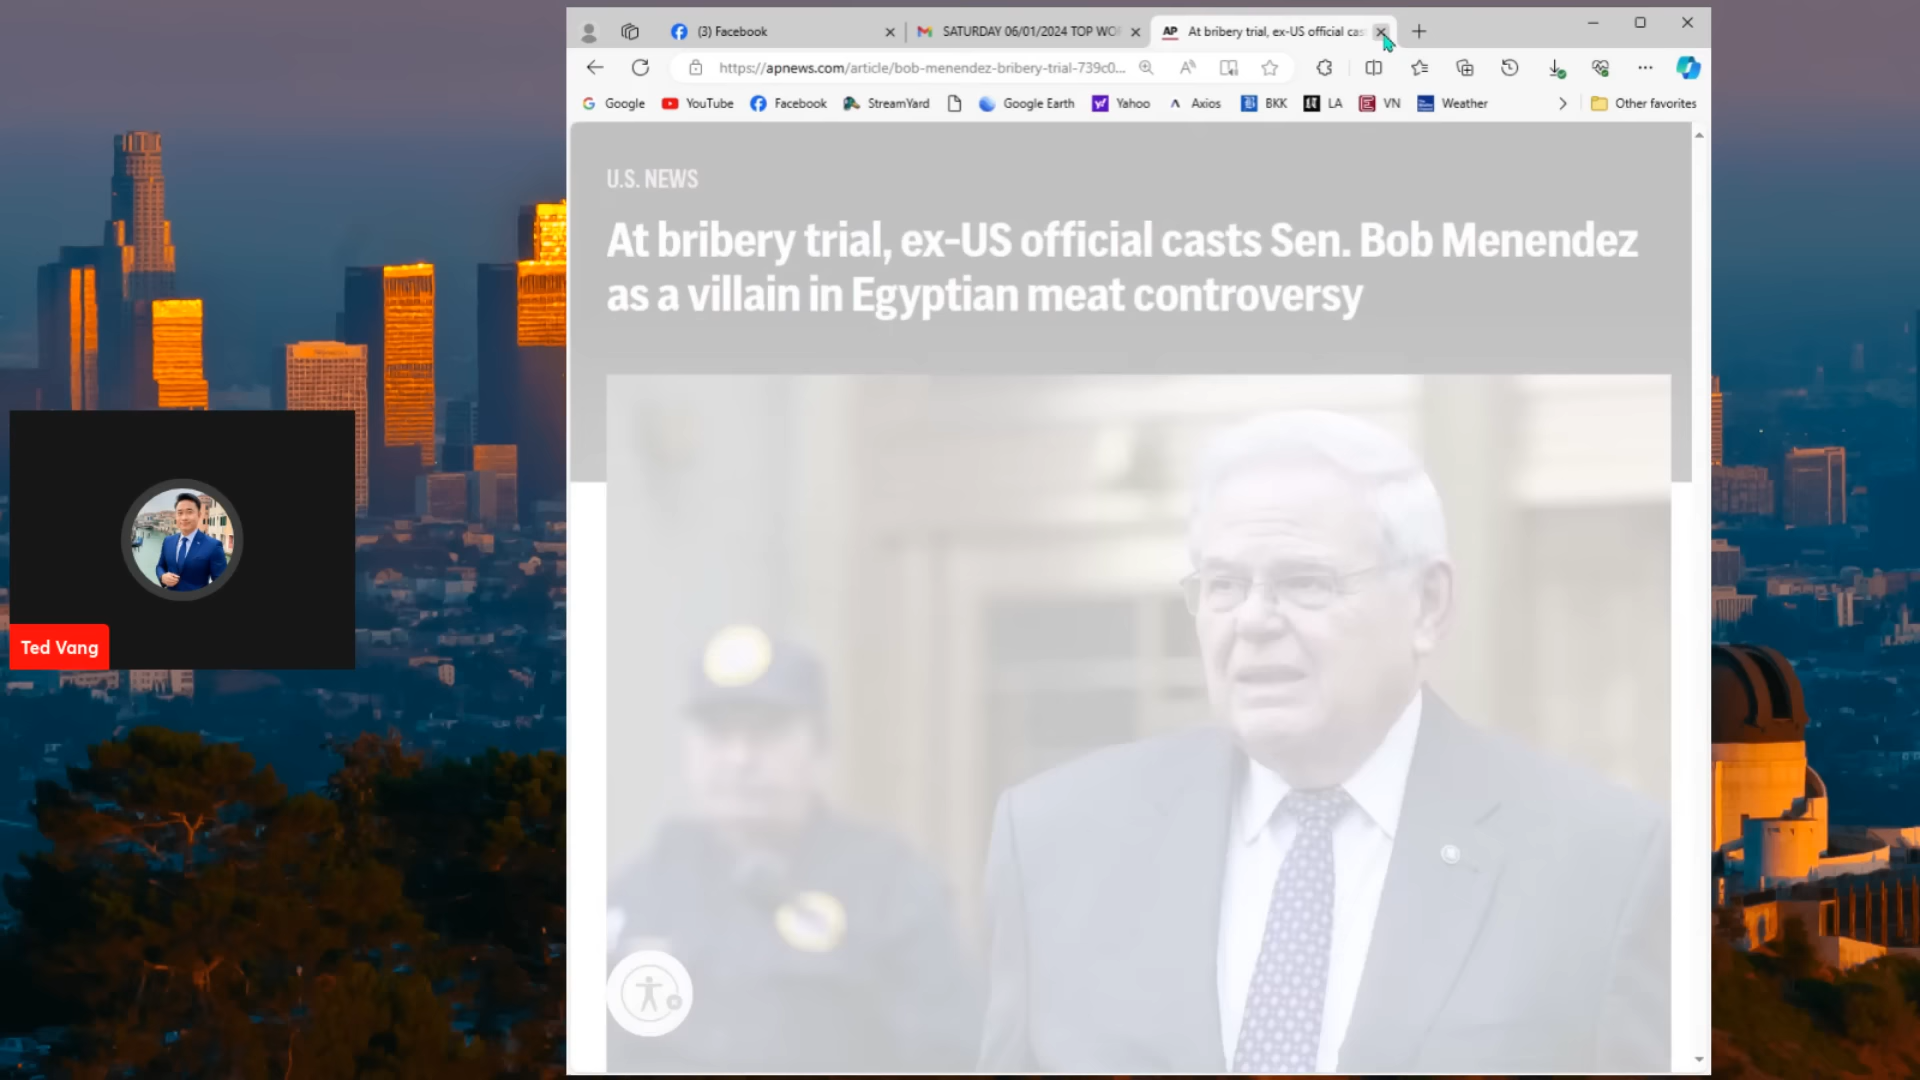 (3) Facebook
SATURDAY 06/01/2024 TOP WO
AP At bribery trial, ex-US official cas
https://apnews.com/article/bob-menendez-bribery-trial-739c0...
Google
YouTube
Facebook
StreamYard
Google Earth
Yahoo
Axios
BKK
LA
VN
Weather
Other favorites
U.S. NEWS
At bribery trial, ex-US official casts Sen. Bob Menendez
as a villain in Egyptian meat controversy
Ted Vang